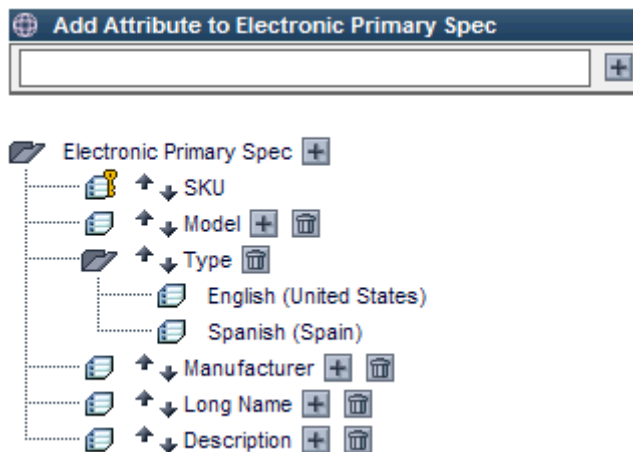 Add Attribute to Electronic Primary Spec
Electronic Primary Spec
SKU
Model
Type
English (United States)
Spanish (Spain)
Manufacturer
Long Name
Description